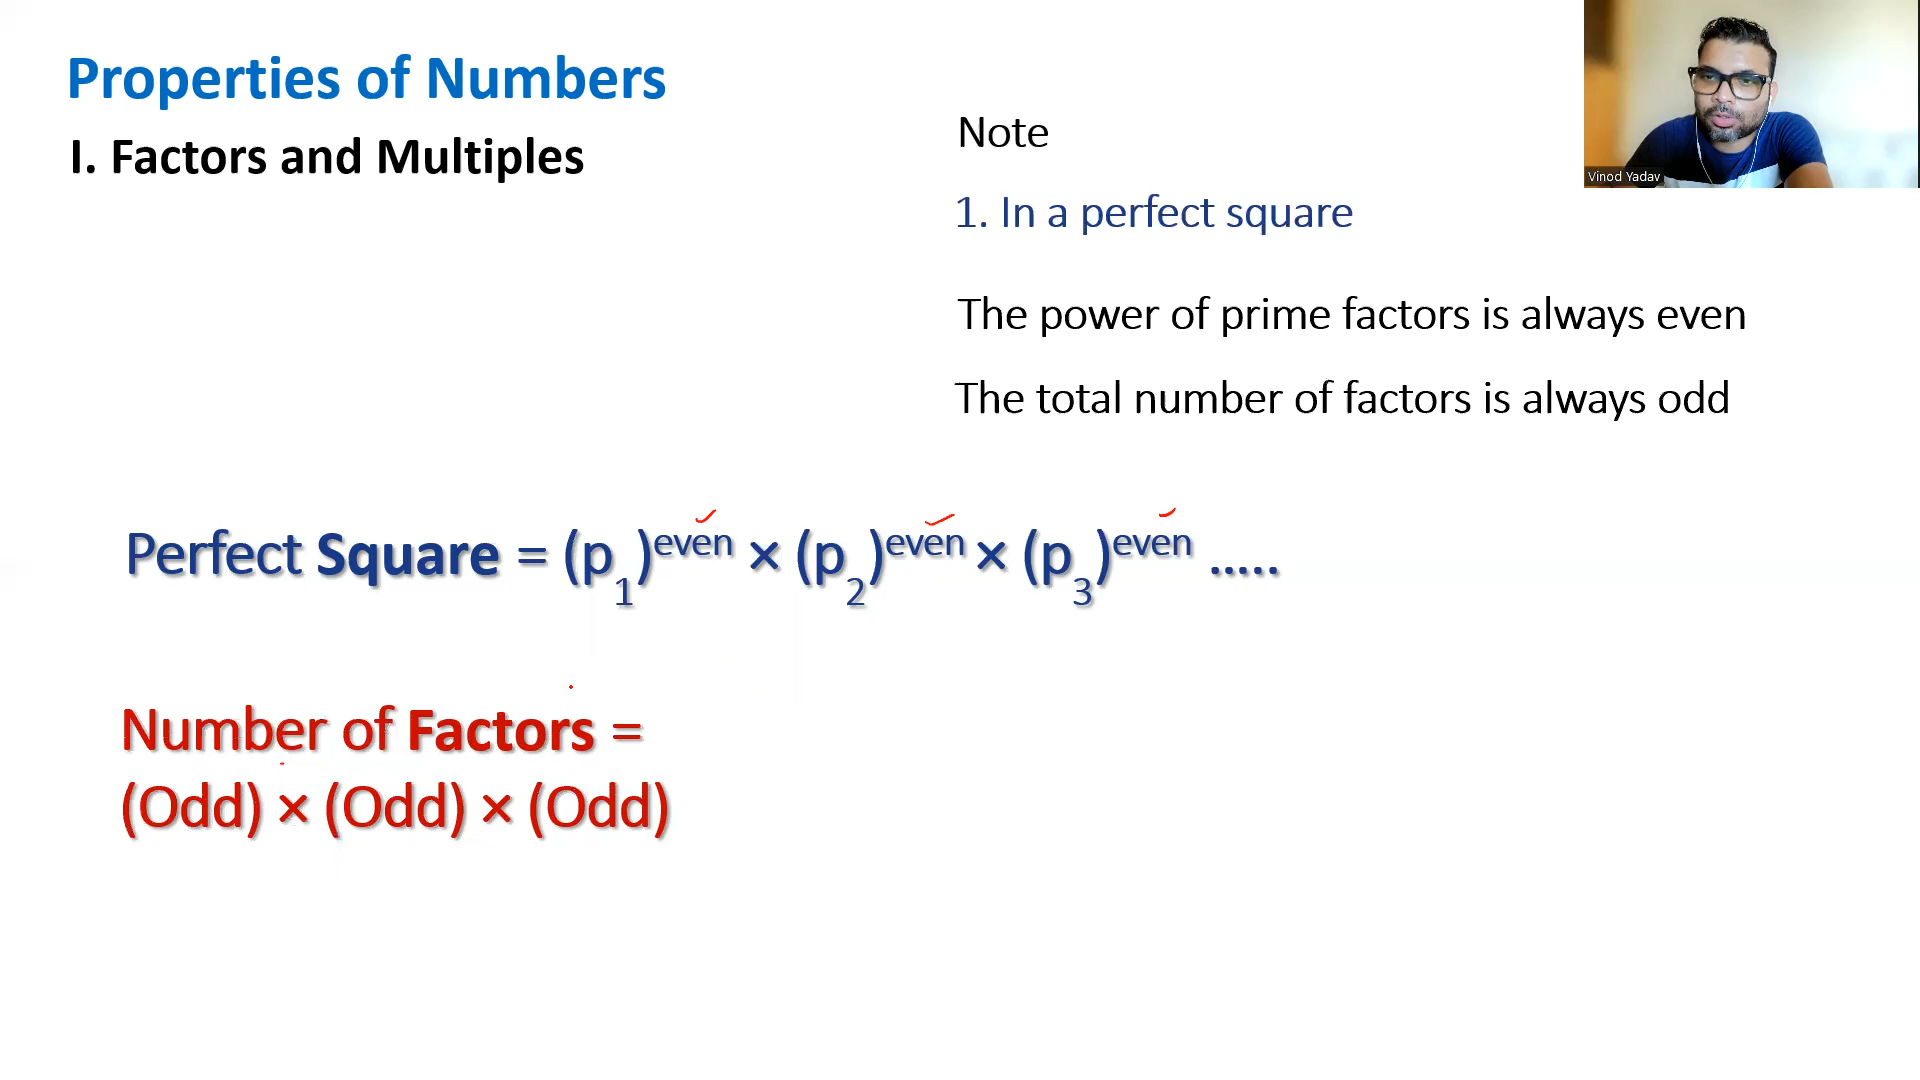 Properties of Numbers
I. Factors and Multiples
Note
1. In a perfect square
The power of prime factors is always even
The total number of factors is always odd
Perfect Square = (p₁)ᵉᵛᵉⁿ × (p₂)ᵉᵛᵉⁿ × (p₃)ᵉᵛᵉⁿ .....
Number of Factors =
(Odd) × (Odd) × (Odd)
Vinod Yadav